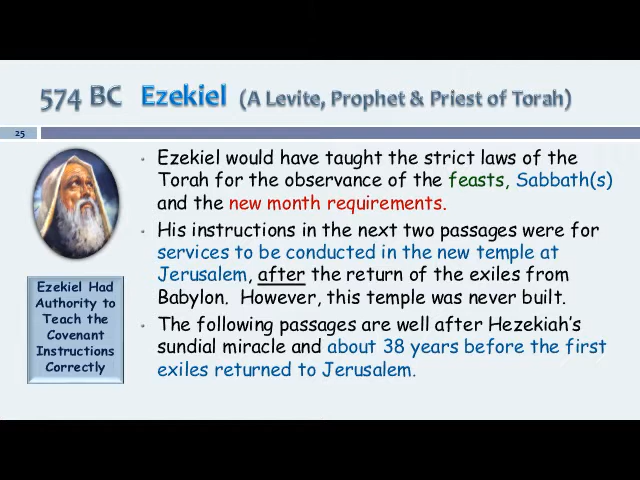 574 BC Ezekiel (A Levite, Prophet & Priest of Torah)
25
• Ezekiel would have taught the strict laws of the
Torah for the observance of the feasts, Sabbath(s)
and the new month requirements.
• His instructions in the next two passages were for
services to be conducted in the new temple at
Jerusalem, after the return of the exiles from
Babylon. However, this temple was never built.
• The following passages are well after Hezekiah's
sundial miracle and about 38 years before the first
exiles returned to Jerusalem.
Ezekiel Had
Authority to
Teach the
Covenant
Instructions
Correctly